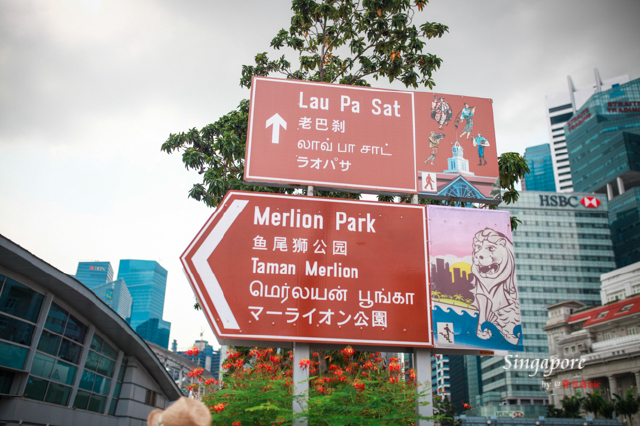 Lau Pa Sat
老巴刹
லாவ் பா சாட்
ラオパサ
Merlion Park
鱼尾狮公园
Taman Merlion
மெர்லயன் பூங்கா
マーライオン公園
HSBC
Singapore
by